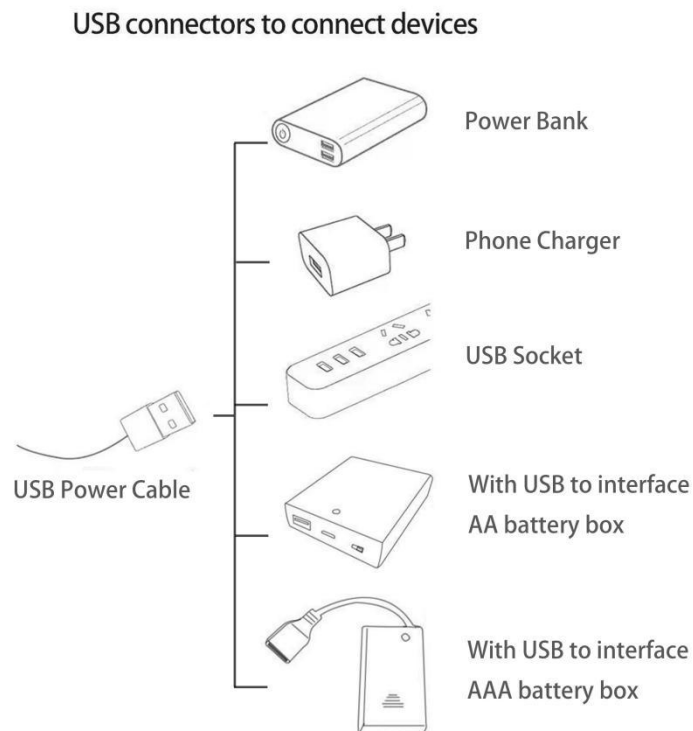 USB connectors to connect devices
Power Bank
Phone Charger
USB Socket
USB Power Cable
With USB to interface
AA battery box
With USB to interface
AAA battery box